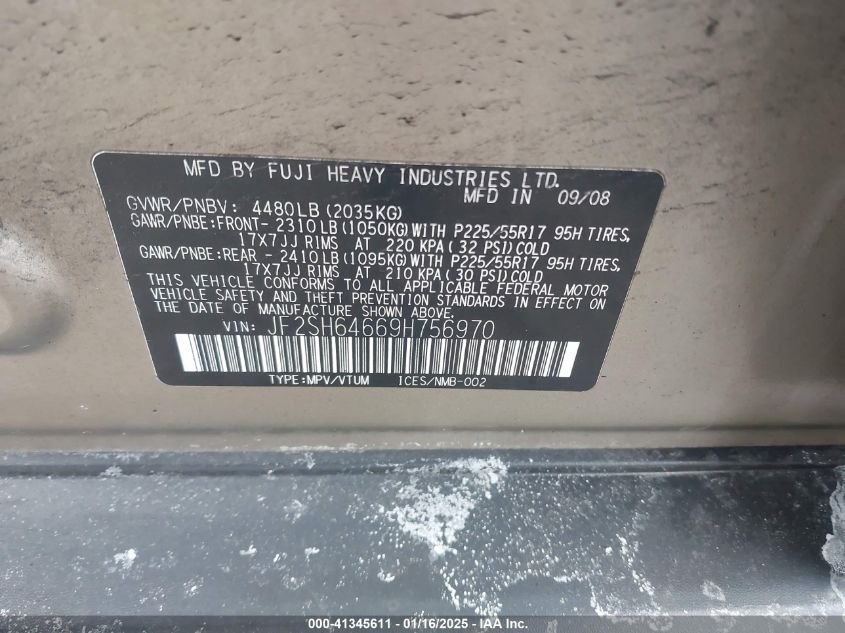 MFD BY FUJI HEAVY INDUSTRIES LTD.
MFD IN 09/08
GVWR/PNBV: 4480LB(2035KG)
GAWR/PNBE:FRONT- 2310LB(1050KG)WITH P225/55R17 95H TIRES,
17X7JJ RIMS AT 220 KPA(32 PSI)COLD
GAWR/PNBE:REAR - 2410LB(1095KG)WITH P225/55R17 95H TIRES,
17X7JJ RIMS AT 210 KPA(30 PSI)COLD
THIS VEHICLE CONFORMS TO ALL APPLICABLE FEDERAL MOTOR
VEHICLE SAFETY AND THEFT PREVENTION STANDARDS IN EFFECT ON
THE DATE OF MANUFACTURE SHOWN ABOVE.
VIN: JF2SH64669H756970
TYPE:MPV/VTUM ICES/NMB-002
000-41345611 - 01/16/2025 - IAA Inc.